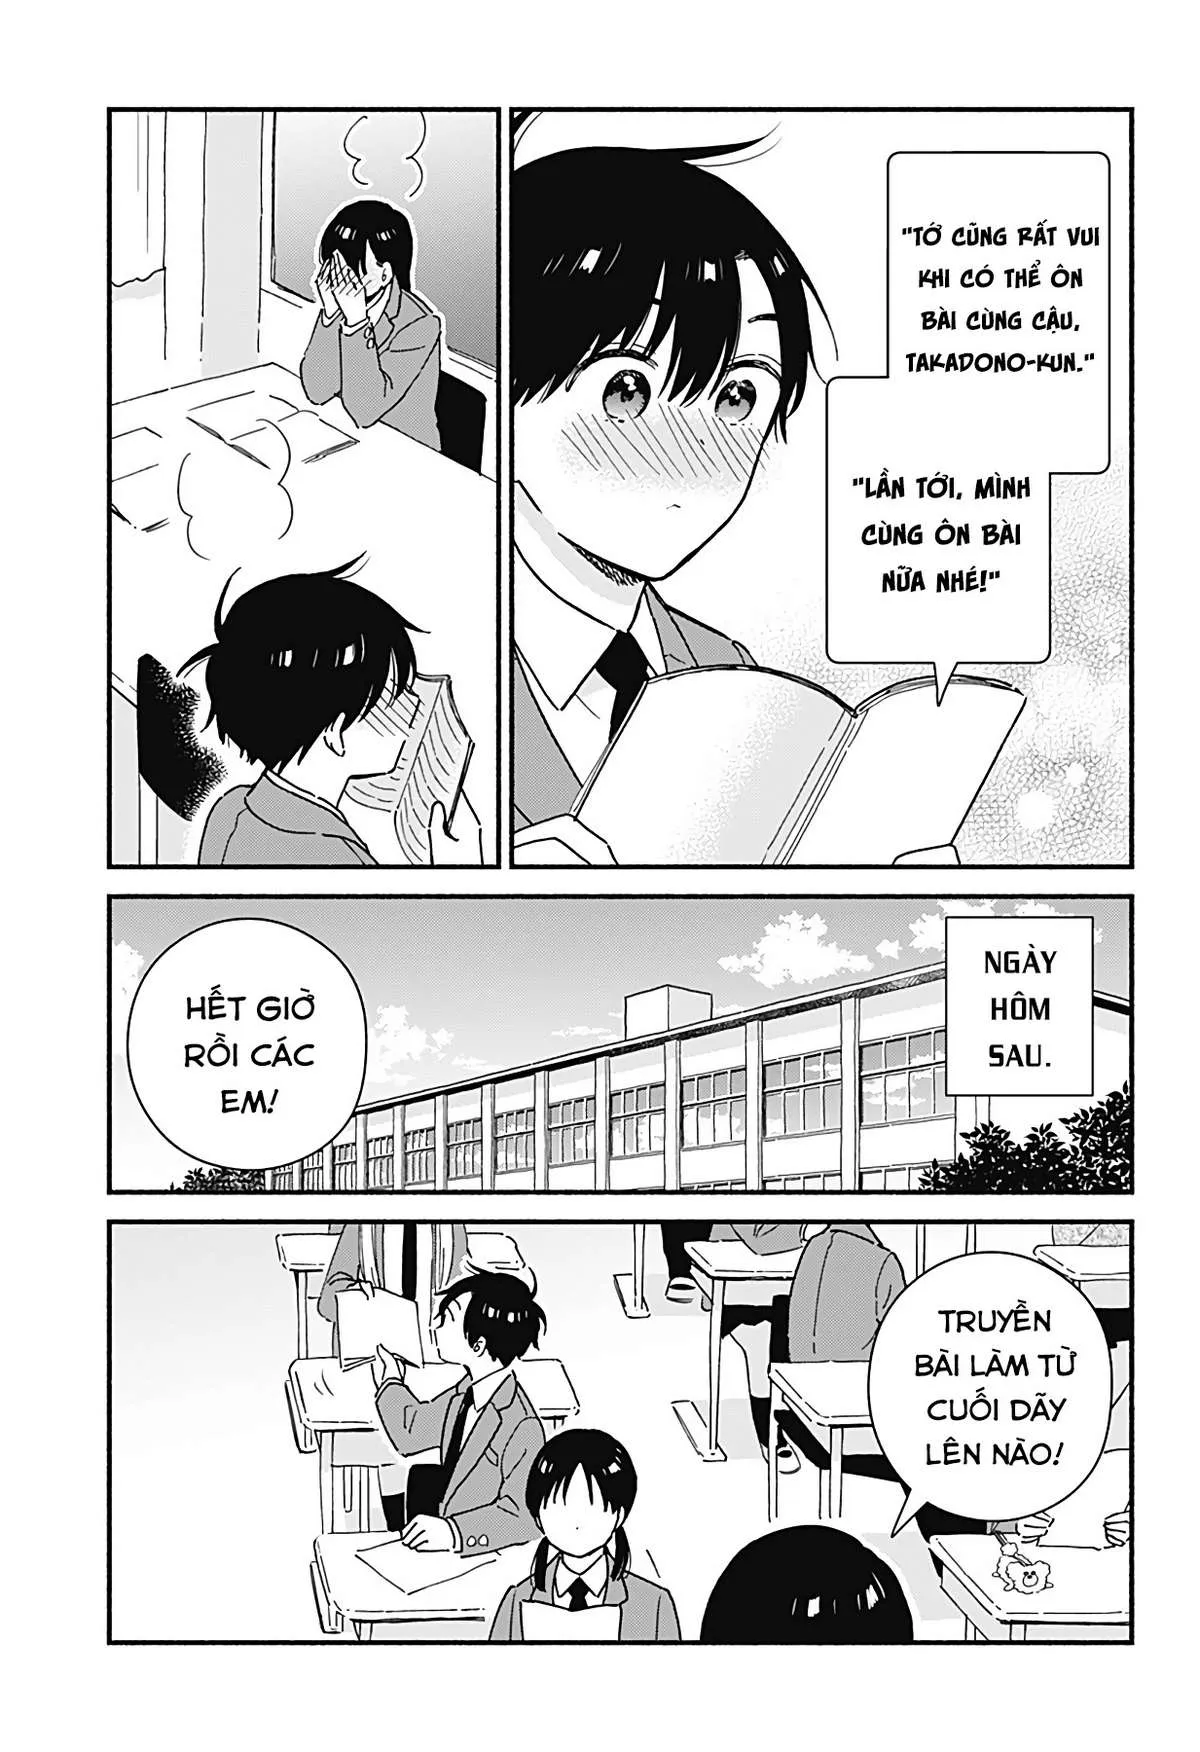 "TỚ CŨNG RẤT VUI
KHI CÓ THỂ ÔN
BÀI CÙNG CẬU,
TAKADONO-KUN."
"LẦN TỚI, MÌNH
CÙNG ÔN BÀI
NỮA NHÉ!"
NGÀY
HÔM
SAU.
HẾT GIỜ
RỒI CÁC
EM!
TRUYỀN
BÀI LÀM TỪ
CUỐI DÃY
LÊN NÀO!